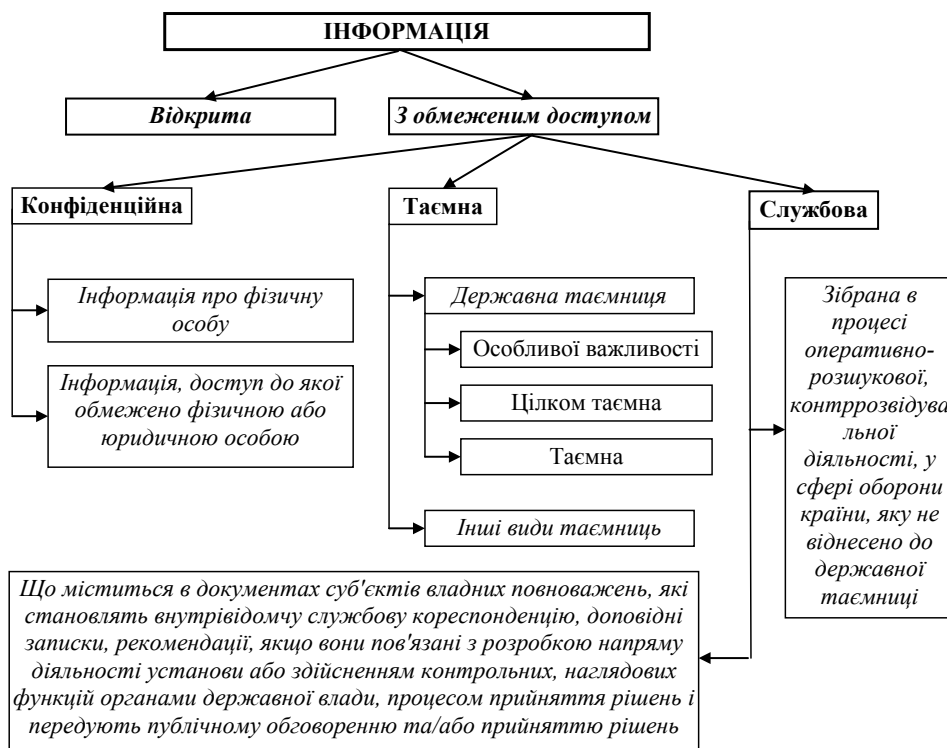 ІНФОРМАЦІЯ
Відкрита
З обмеженим доступом
Конфіденційна
Таємна
Службова
Інформація про фізичну
особу
Інформація, доступ до якої
обмежено фізичною або
юридичною особою
Державна таємниця
Особливої важливості
Цілком таємна
Таємна
Інші види таємниць
Зібрана в
процесі
оперативно-
розшукової,
контррозвідува
льної
діяльності, у
сфері оборони
країни, яку не
віднесено до
державної
таємниці
Що міститься в документах суб'єктів владних повноважень, які
становлять внутрівідомчу службову кореспонденцію, доповідні
записки, рекомендації, якщо вони пов'язані з розробкою напряму
діяльності установи або здійсненням контрольних, наглядових
функцій органами державної влади, процесом прийняття рішень і
передують публічному обговоренню та/або прийняттю рішень